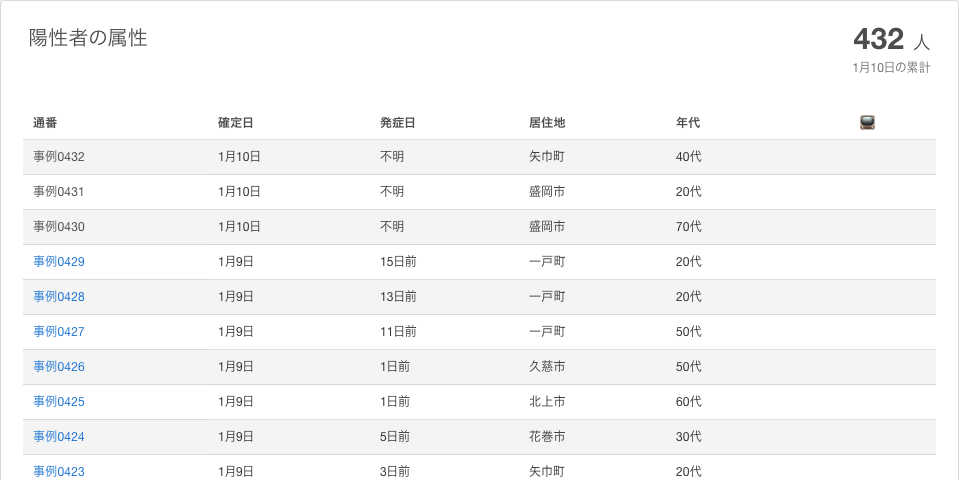 陽性者の属性
432 人
1月10日の累計
通番 確定日 発症日 居住地 年代
事例0432 1月10日 不明 矢巾町 40代
事例0431 1月10日 不明 盛岡市 20代
事例0430 1月10日 不明 盛岡市 70代
事例0429 1月9日 15日前 一戸町 20代
事例0428 1月9日 13日前 一戸町 20代
事例0427 1月9日 11日前 一戸町 50代
事例0426 1月9日 1日前 久慈市 50代
事例0425 1月9日 1日前 北上市 60代
事例0424 1月9日 5日前 花巻市 30代
事例0423 1月9日 3日前 矢巾町 20代